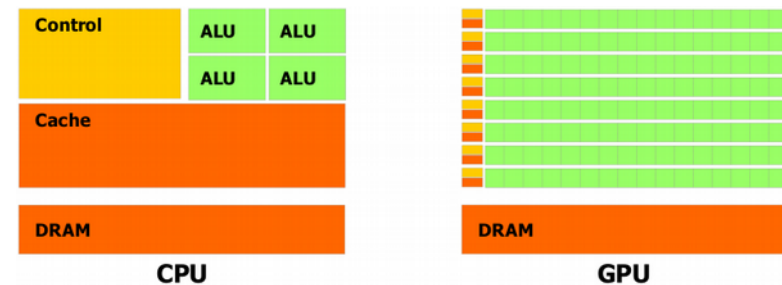 Control
ALU ALU
ALU ALU
Cache
DRAM
DRAM
CPU
GPU